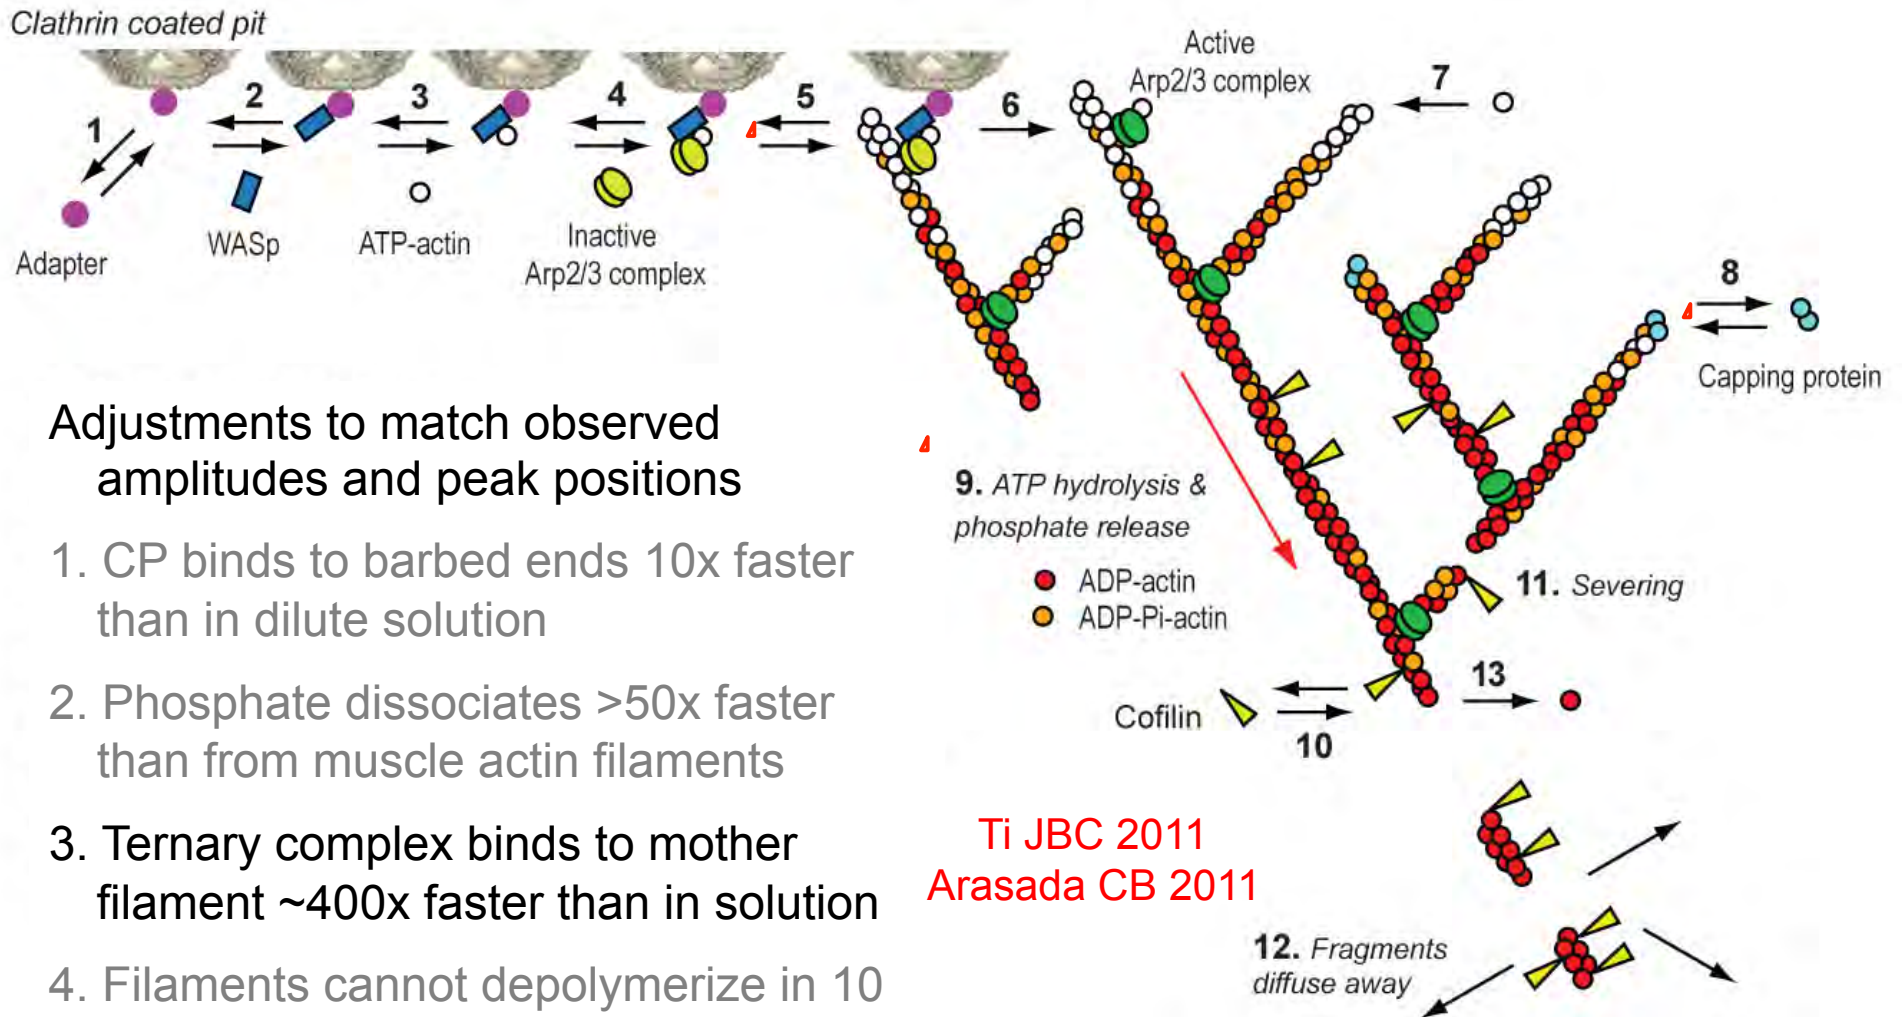 Clathrin coated pit
1
2
3
4
5
6
Active
Arp2/3 complex
7
Adapter
WASp
ATP-actin
Inactive
Arp2/3 complex
8
Capping protein
Adjustments to match observed
amplitudes and peak positions
1. CP binds to barbed ends 10x faster
than in dilute solution
2. Phosphate dissociates >50x faster
than from muscle actin filaments
3. Ternary complex binds to mother
filament ~400x faster than in solution
4. Filaments cannot depolymerize in 10
9. ATP hydrolysis &
phosphate release
ADP-actin
ADP-Pi-actin
11. Severing
Cofilin
10
13
Ti JBC 2011
Arasada CB 2011
12. Fragments
diffuse away